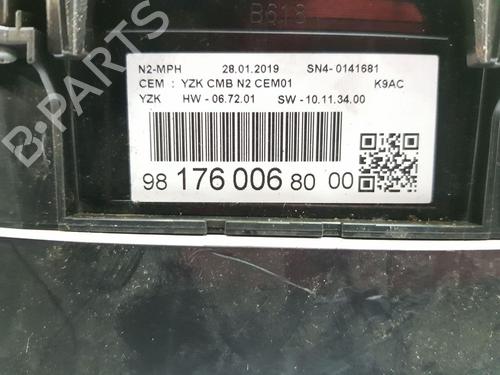 B618
N2-MPH 28.01.2019 SN4- 0141681
CEM : YZK CMB N2 CEM01 K9AC
YZK HW - 06.72.01 SW - 10.11.34.00
98 176 006 80 00
B-PARTS